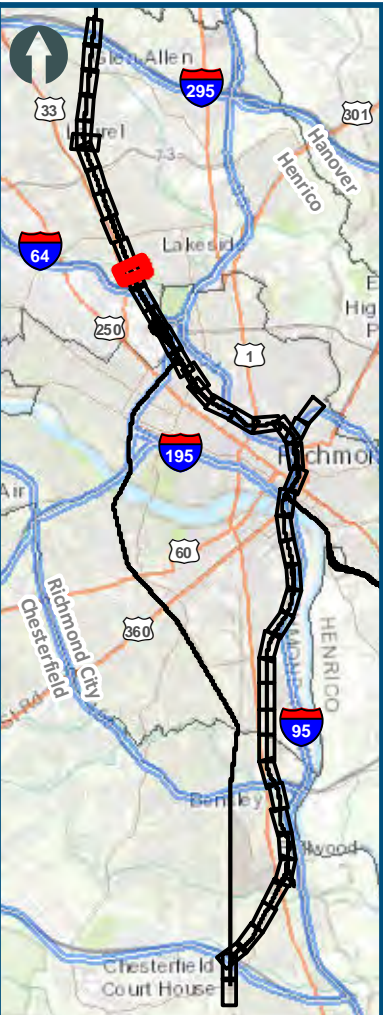 Glen Allen
295
33
301
Laurel
73
Hanover
Henrico
Lakeside
64
250
1
195
Air
60
Richmond City
Chesterfield
360
HENRICO
95
Bensley
Chesterfield
Court House